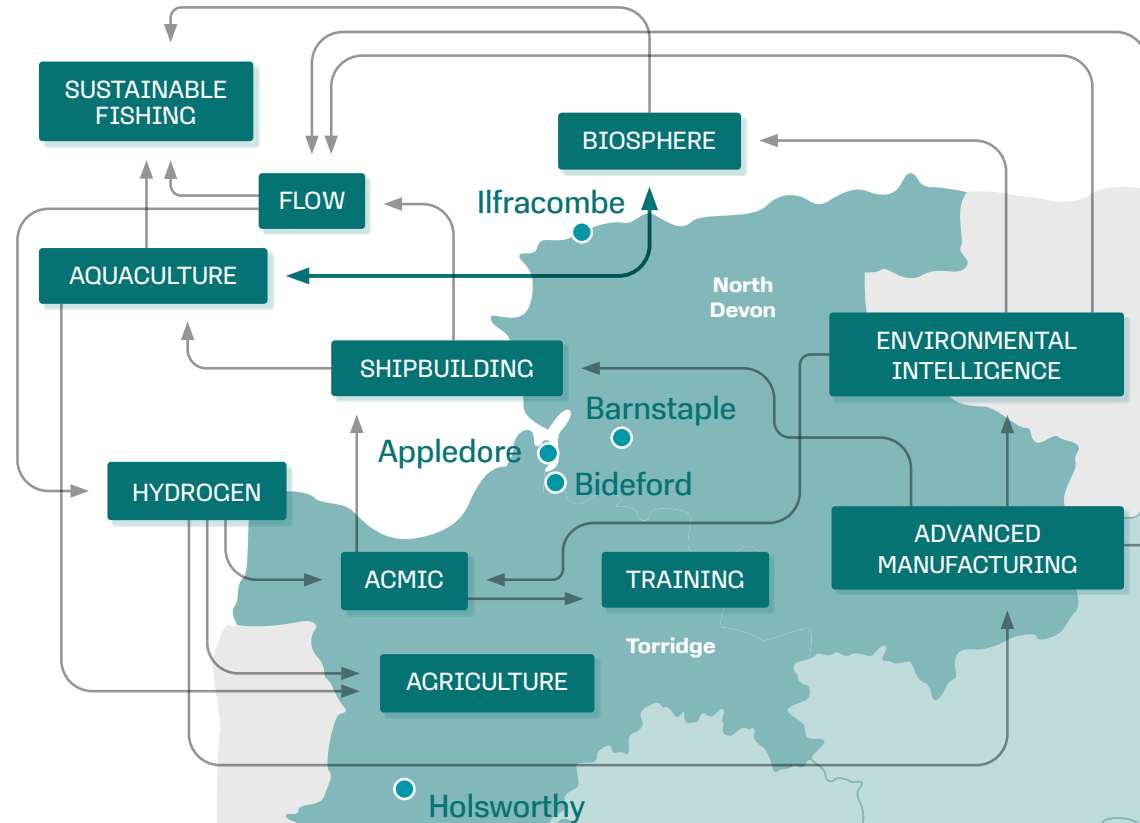 SUSTAINABLE
FISHING
BIOSPHERE
FLOW
Ilfracombe
AQUACULTURE
North
Devon
ENVIRONMENTAL
INTELLIGENCE
SHIPBUILDING
Barnstaple
Appledore
Bideford
HYDROGEN
ADVANCED
MANUFACTURING
ACMIC
TRAINING
Torridge
AGRICULTURE
Holsworthy